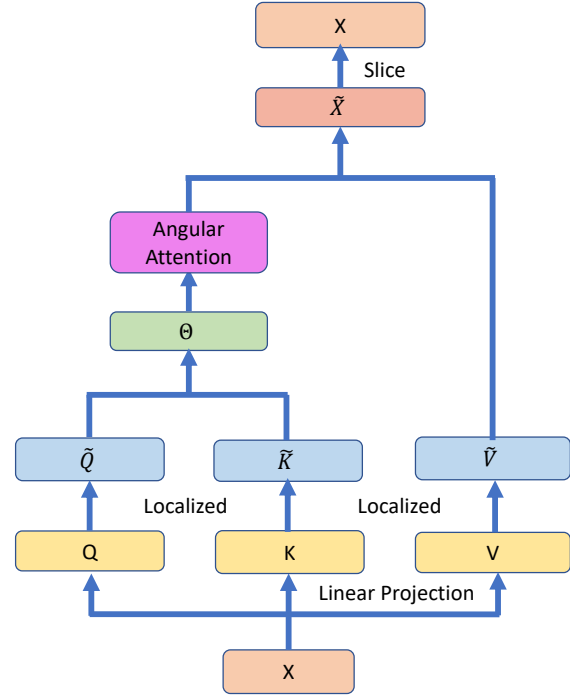 X
Slice
X̃
Angular
Attention
Θ
Q̃
K̃
Ṽ
Localized
Localized
Q
K
V
Linear Projection
X